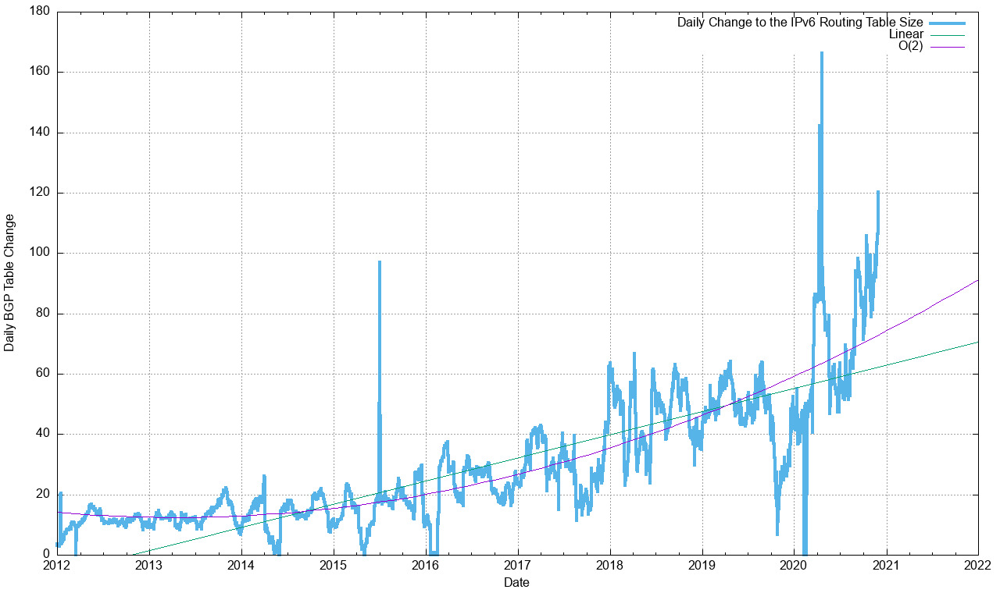 180
160
140
120
100
80
60
40
20
0
Daily BGP Table Change
Daily Change to the IPv6 Routing Table Size
Linear
O(2)
2012 2013 2014 2015 2016 2017 2018 2019 2020 2021 2022
Date